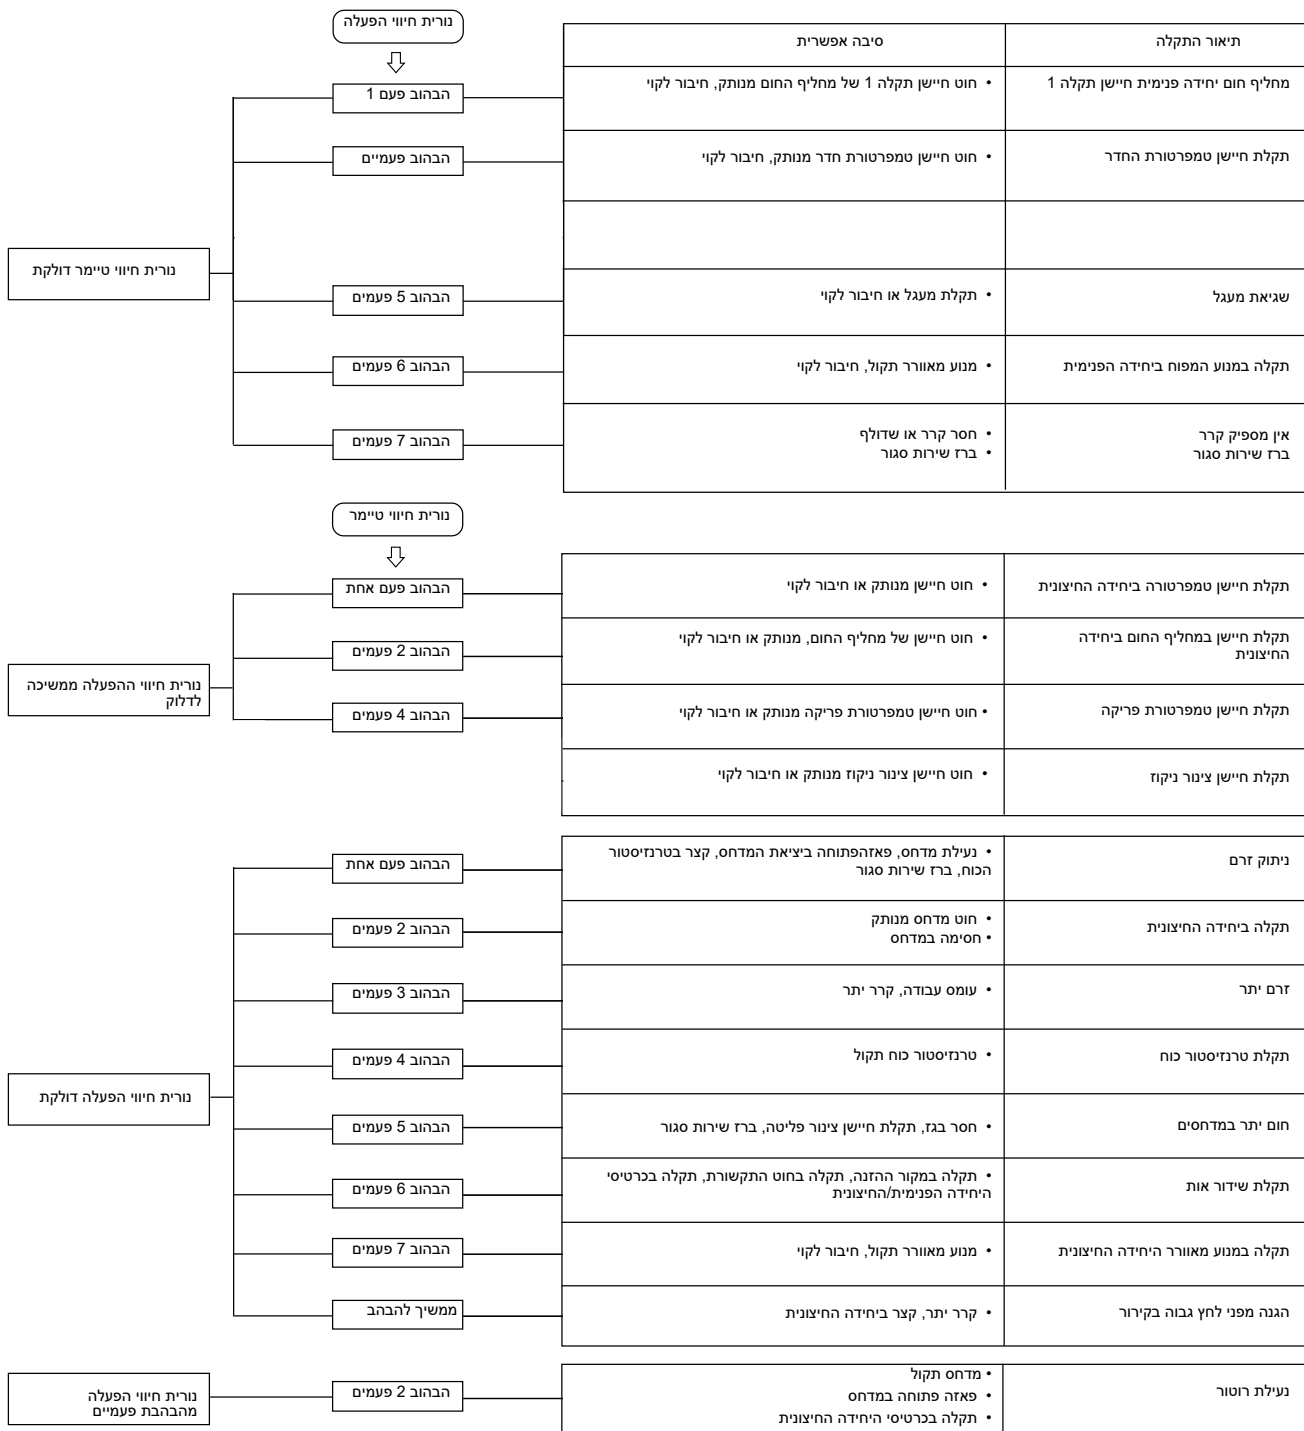 נורית חיווי הפעלה
תיאור התקלה
סיבה אפשרית
הבהוב פעם 1
מחליף חום יחידה פנימית חיישן תקלה 1
• חוט חיישן תקלה 1 של מחליף החום מנותק, חיבור לקוי
הבהוב פעמיים
תקלת חיישן טמפרטורת החדר
• חוט חיישן טמפרטורת חדר מנותק, חיבור לקוי
נורית חיווי טיימר דולקת
הבהוב 5 פעמים
שגיאת מעגל
• תקלת מעגל או חיבור לקוי
הבהוב 6 פעמים
תקלה במנוע המפוח ביחידה הפנימית
• מנוע מאוורר תקול, חיבור לקוי
הבהוב 7 פעמים
אין מספיק קרר
ברז שירות סגור
• חסר קרר או שדולף
• ברז שירות סגור
נורית חיווי טיימר
הבהוב פעם אחת
תקלת חיישן טמפרטורה ביחידה החיצונית
• חוט חיישן מנותק או חיבור לקוי
הבהוב 2 פעמים
תקלת חיישן במחליף החום ביחידה
החיצונית
• חוט חיישן של מחליף החום, מנותק או חיבור לקוי
נורית חיווי ההפעלה ממשיכה
לדלוק
הבהוב 4 פעמים
תקלת חיישן טמפרטורת פריקה
• חוט חיישן טמפרטורת פריקה מנותק או חיבור לקוי
תקלת חיישן צינור ניקוז
• חוט חיישן צינור ניקוז מנותק או חיבור לקוי
הבהוב פעם אחת
ניתוק זרם
• נעילת מדחס, פאזהפתוחה ביציאת המדחס, קצר בטרנזיסטור
הכוח, ברז שירות סגור
הבהוב 2 פעמים
תקלה ביחידה החיצונית
• חוט מדחס מנותק
• חסימה במדחס
הבהוב 3 פעמים
זרם יתר
• עומס עבודה, קרר יתר
הבהוב 4 פעמים
תקלת טרנזיסטור כוח
• טרנזיסטור כוח תקול
נורית חיווי הפעלה דולקת
הבהוב 5 פעמים
חום יתר במדחסים
• חסר בגז, תקלת חיישן צינור פליטה, ברז שירות סגור
הבהוב 6 פעמים
תקלת שידור אות
• תקלה במקור ההזנה, תקלה בחוט התקשורת, תקלה בכרטיסי
היחידה הפנימית/החיצונית
הבהוב 7 פעמים
תקלה במנוע מאוורר היחידה החיצונית
• מנוע מאוורר תקול, חיבור לקוי
ממשיך להבהב
הגנה מפני לחץ גבוה בקירור
• קרר יתר, קצר ביחידה החיצונית
נורית חיווי הפעלה
מהבהבת פעמיים
הבהוב 2 פעמים
נעילת רוטור
• מדחס תקול
• פאזה פתוחה במדחס
• תקלה בכרטיסי היחידה החיצונית